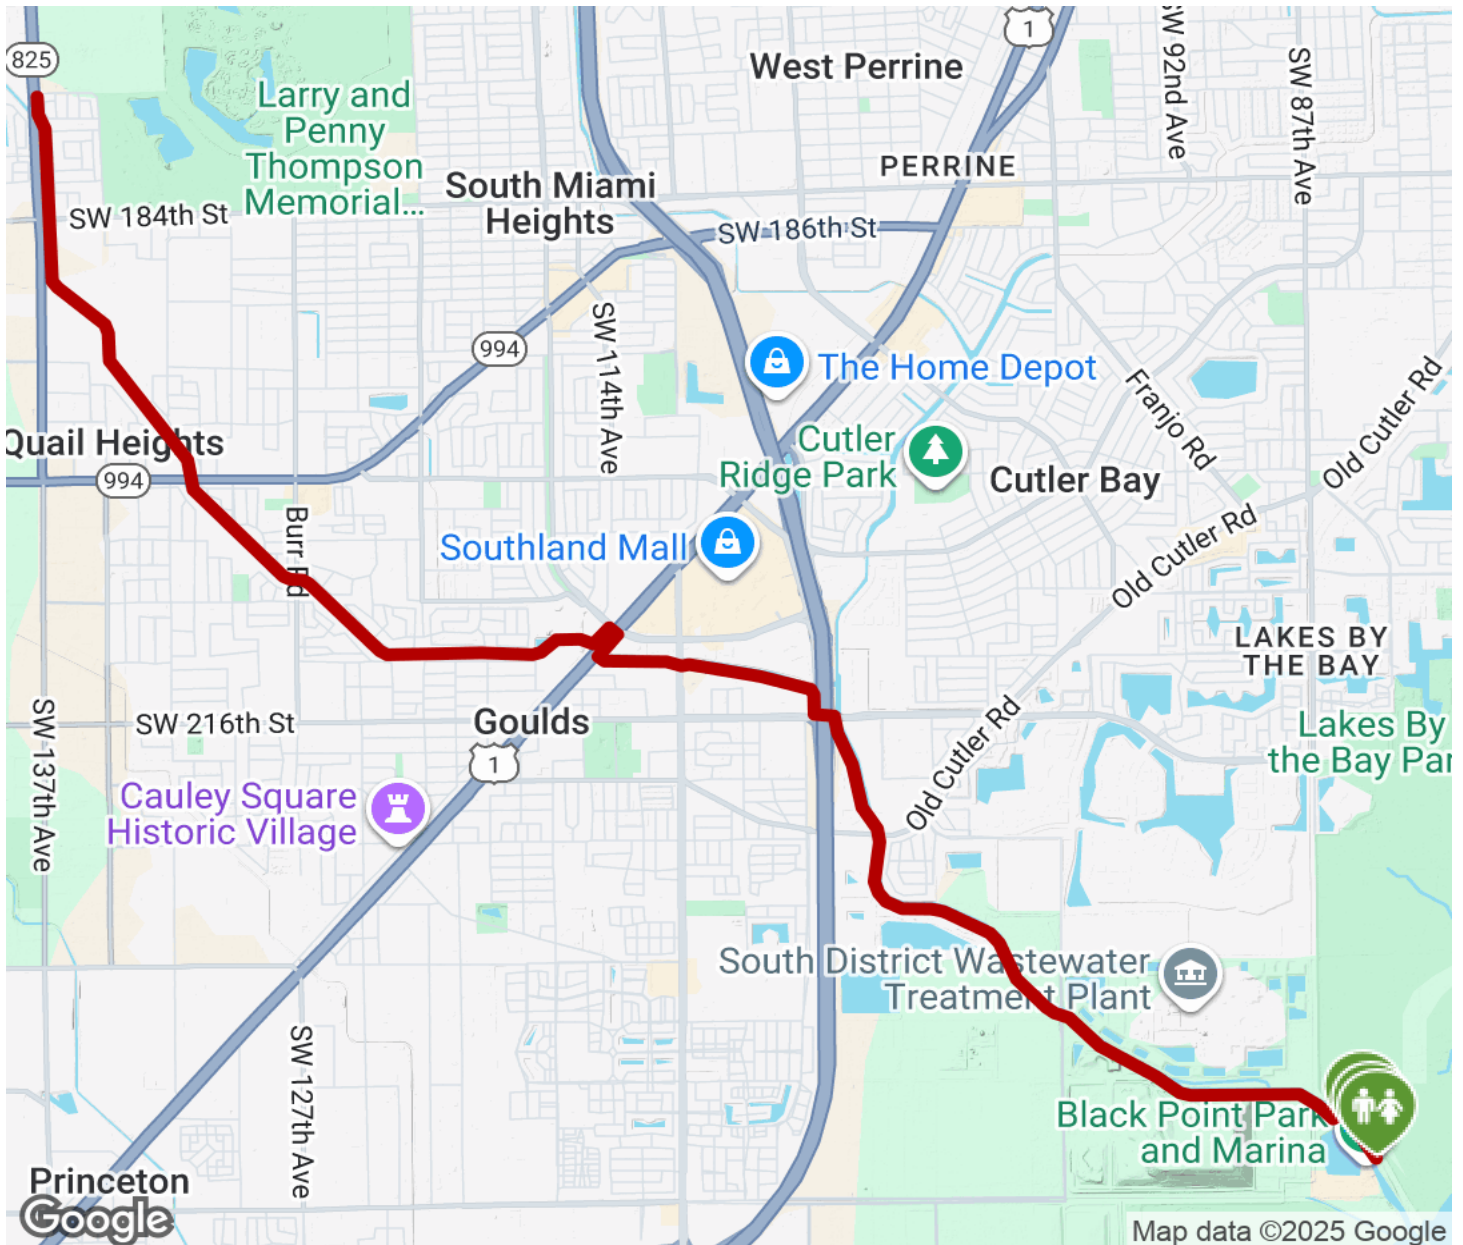 1
825
West Perrine
SW 92nd Ave
SW 87th Ave
Larry and
Penny
Thompson
Memorial...
PERRINE
South Miami
Heights
SW 184th St
SW 186th St
SW 114th Ave
994
The Home Depot
Franjo Rd
Old Cutler Rd
Quail Heights
Cutler
Ridge Park
994
Cutler Bay
Burr Rd
Southland Mall
Old Cutler Rd
LAKES BY
THE BAY
SW 137th Ave
SW 216th St
Goulds
Old Cutler Rd
Lakes By
the Bay Par
1
Cauley Square
Historic Village
South District Wastewater
Treatment Plant
SW 127th Ave
Black Point Park
and Marina
Princeton
Google
Map data ©2025 Google